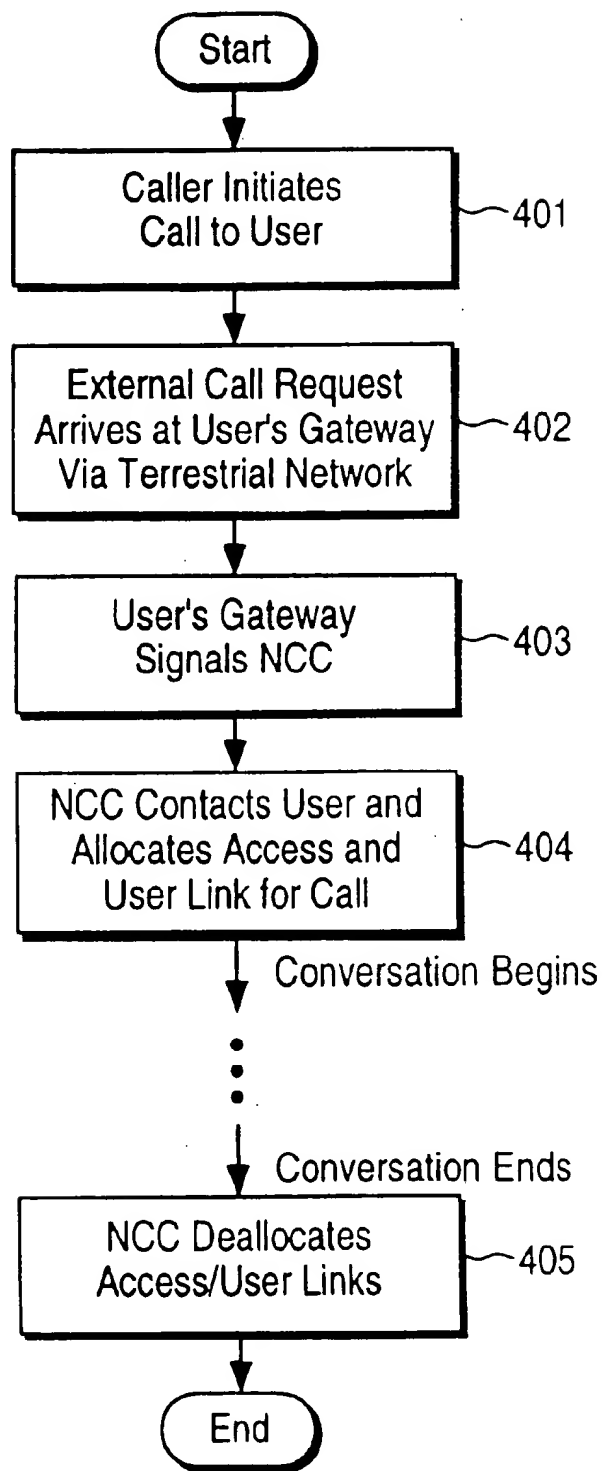 Start
Caller Initiates
Call to User
401
External Call Request
Arrives at User's Gateway
Via Terrestrial Network
402
User's Gateway
Signals NCC
403
NCC Contacts User and
Allocates Access and
User Link for Call
404
Conversation Begins
Conversation Ends
NCC Deallocates
Access/User Links
405
End